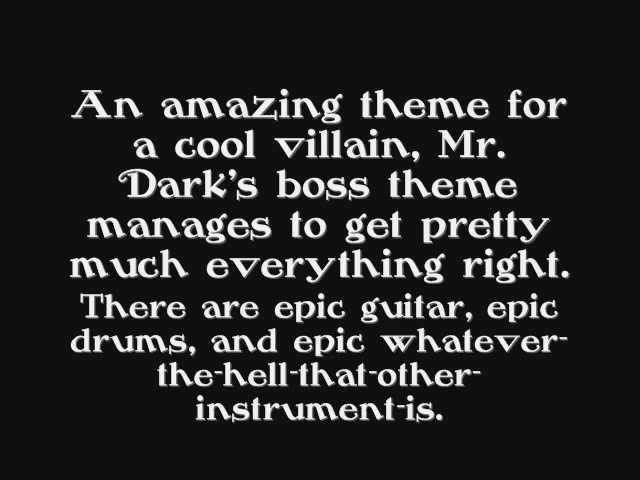 An amazing theme for
a cool villain, Mr.
Dark's boss theme
manages to get pretty
much everything right.
There are epic guitar, epic
drums, and epic whatever-
the-hell-that-other-
instrument-is.